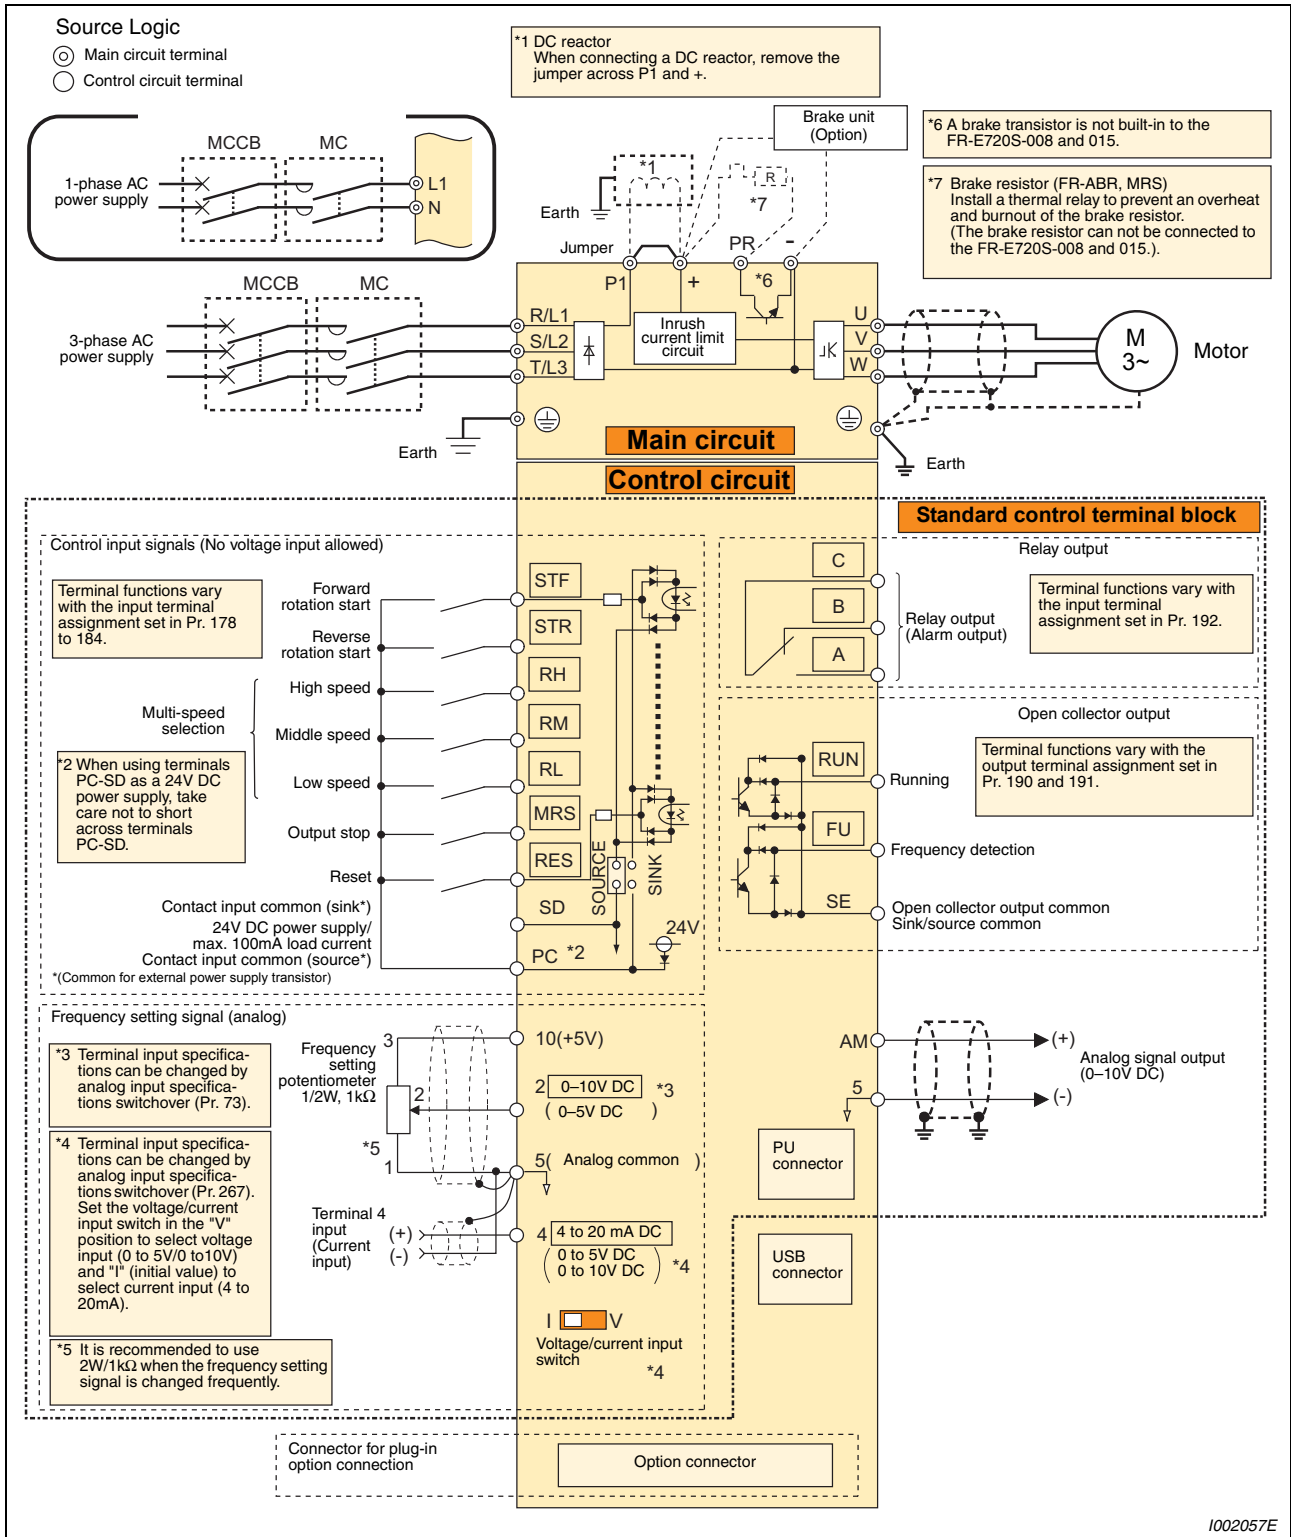 Source Logic
Main circuit terminal
Control circuit terminal
*1 DC reactor
When connecting a DC reactor, remove the
jumper across P1 and +.
Brake unit
(Option)
*6 A brake transistor is not built-in to the
FR-E720S-008 and 015.
*7 Brake resistor (FR-ABR, MRS)
Install a thermal relay to prevent an overheat
and burnout of the brake resistor.
(The brake resistor can not be connected to
the FR-E720S-008 and 015.).
MCCB
MC
1-phase AC
power supply
L1
N
*1
R
*7
Earth
Jumper
PR
-
P1
+
*6
MCCB
MC
3-phase AC
power supply
R/L1
S/L2
T/L3
Inrush
current limit
circuit
U
V
W
M
3~
Motor
Earth
Main circuit
Earth
Control circuit
Standard control terminal block
Control input signals (No voltage input allowed)
Terminal functions vary
with the input terminal
assignment set in Pr. 178
to 184.
Forward
rotation start
Reverse
rotation start
High speed
Multi-speed
selection
Middle speed
Low speed
Output stop
Reset
*2 When using terminals
PC-SD as a 24V DC
power supply, take
care not to short
across terminals
PC-SD.
Contact input common (sink*)
24V DC power supply/
max. 100mA load current
Contact input common (source*)
*(Common for external power supply transistor)
STF
STR
RH
RM
RL
MRS
RES
SD
PC
*2
SOURCE
SINK
24V
Relay output
C
B
A
Relay output
(Alarm output)
Terminal functions vary with
the input terminal
assignment set in Pr. 192.
Open collector output
Terminal functions vary with the
output terminal assignment set in
Pr. 190 and 191.
RUN
Running
FU
Frequency detection
SE
Open collector output common
Sink/source common
Frequency setting signal (analog)
*3 Terminal input specifica-
tions can be changed by
analog input specifica-
tions switchover (Pr. 73).
*4 Terminal input specifica-
tions can be changed by
analog input specifica-
tions switchover (Pr. 267).
Set the voltage/current
input switch in the "V"
position to select voltage
input (0 to 5V/0 to10V)
and "I" (initial value) to
select current input (4 to
20mA).
*5 It is recommended to use
2W/1kΩ when the frequency setting
signal is changed frequently.
Frequency
setting
potentiometer
1/2W, 1kΩ
3
2
*5
1
10(+5V)
2
0–10V DC
*3
( 0–5V DC )
5( Analog common )
Terminal 4
input
(Current
input)
(+)
(-)
4
4 to 20 mA DC
( 0 to 5V DC
0 to 10V DC )
*4
I
V
Voltage/current input
switch
*4
AM
5
(+)
Analog signal output
(0–10V DC)
(-)
PU
connector
USB
connector
Connector for plug-in
option connection
Option connector
I002057E